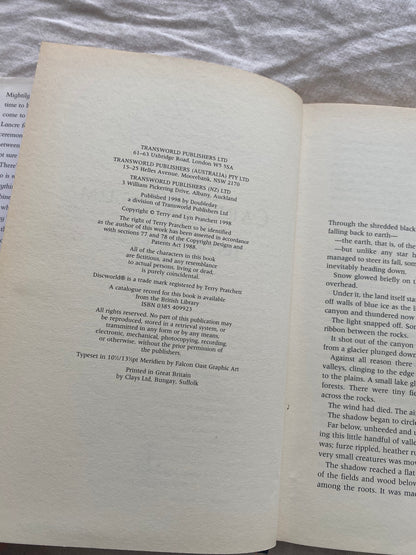 Mightily
time to
come to
Lancre f
ceremon
between
not sure
There'
o is w
TRANSWORLD PUBLISHERS LTD
61–63 Uxbridge Road, London W5 5SA
TRANSWORLD PUBLISHERS (AUSTRALIA) PTY LTD
15–25 Helles Avenue, Moorebank, NSW 2170
TRANSWORLD PUBLISHERS (NZ) LTD
3 William Pickering Drive, Albany, Auckland
Published 1998 by Doubleday
a division of Transworld Publishers Ltd
Copyright © Terry and Lyn Pratchett 1998
The right of Terry Pratchett to be identified
as the author of this work has been asserted in accordance
with sections 77 and 78 of the Copyright Designs and
Patents Act 1988.
All of the characters in this book
are fictitious, and any resemblance
to actual persons, living or dead,
is purely coincidental.
Discworld® is a trade mark registered by Terry Pratchett
A catalogue record for this book is available
from the British Library
ISBN 0385 409923
All rights reserved. No part of this publication may
be reproduced, stored in a retrieval system, or
transmitted in any form or by any means,
electronic, mechanical, photocopying, recording,
or otherwise, without the prior permission of
the publishers.
Typeset in 10½/13½pt Meridien by Falcon Oast Graphic Art
Printed in Great Britain
by Clays Ltd, Bungay, Suffolk
Through the shredded black
falling back to earth—
—the earth, that is, of
—but unlike any star h
managed to steer its fall, som
inevitably heading down.
Snow glowed briefly on th
overhead.
Under it, the land itself sta
off walls of blue ice as the l
canyon and thundered now
The light snapped off.
ribbon between the rocks.
It shot out of the canyon
from a glacier plunged down
Against all reason there
valleys, clinging to the edge
to the plains. A small lake gl
forests. There were tiny fie
across the rocks.
The wind had died. The air
The shadow began to circle
Far below, unheeded and u
ing this little handful of valle
was; furze rippled, heather ru
very small creatures was mov
The shadow reached a flat
of the fields and wood below
among the roots. It was mad